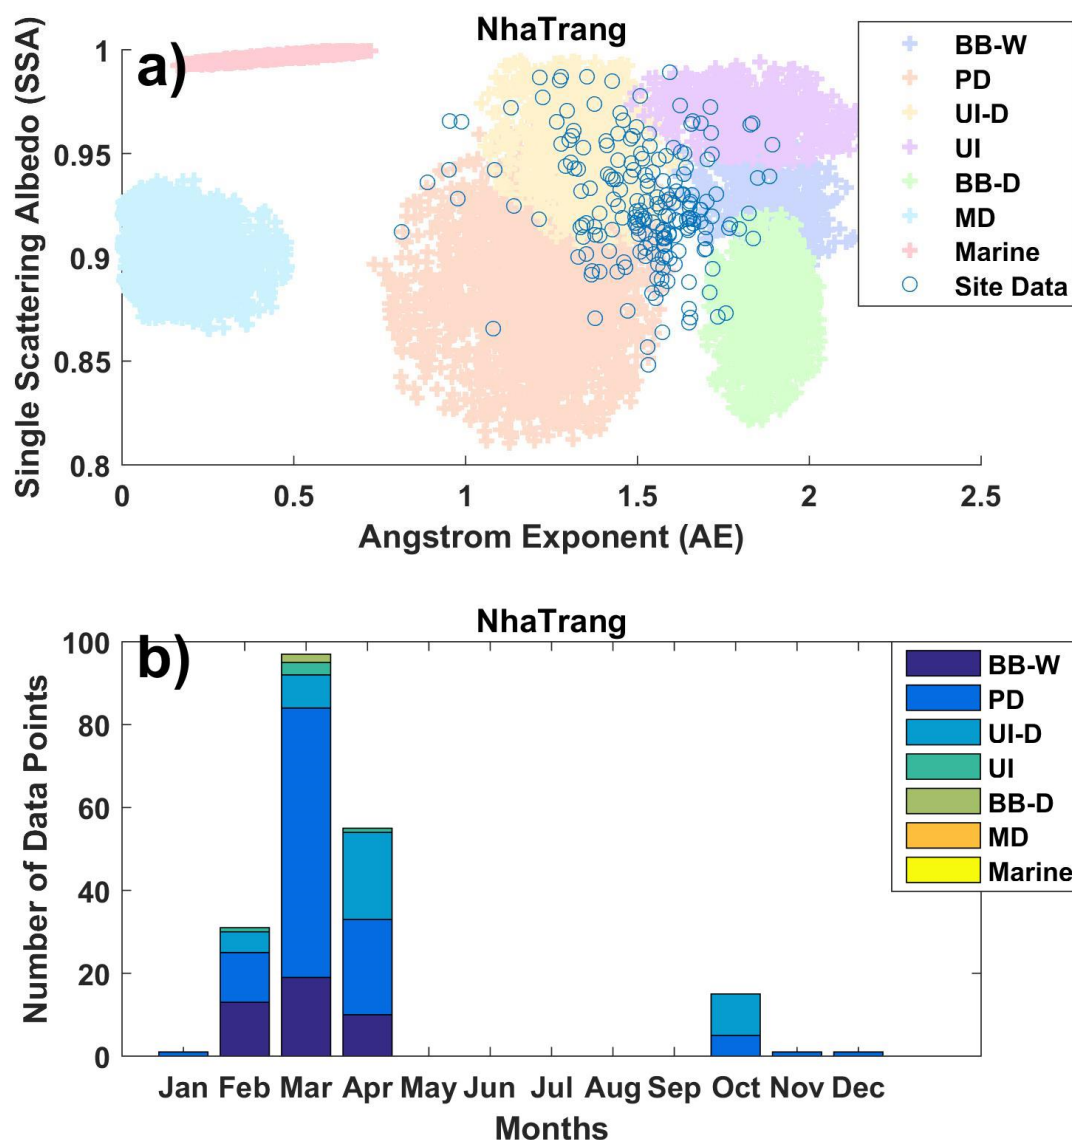 NhaTrang
a)
1
0.95
0.9
0.85
0.8
Single Scattering Albedo (SSA)
0 0.5 1 1.5 2 2.5
Angstrom Exponent (AE)
BB-W
PD
UI-D
UI
BB-D
MD
Marine
Site Data
NhaTrang
b)
100
80
60
40
20
0
Number of Data Points
Jan Feb Mar Apr May Jun Jul Aug Sep Oct Nov Dec
Months
BB-W
PD
UI-D
UI
BB-D
MD
Marine